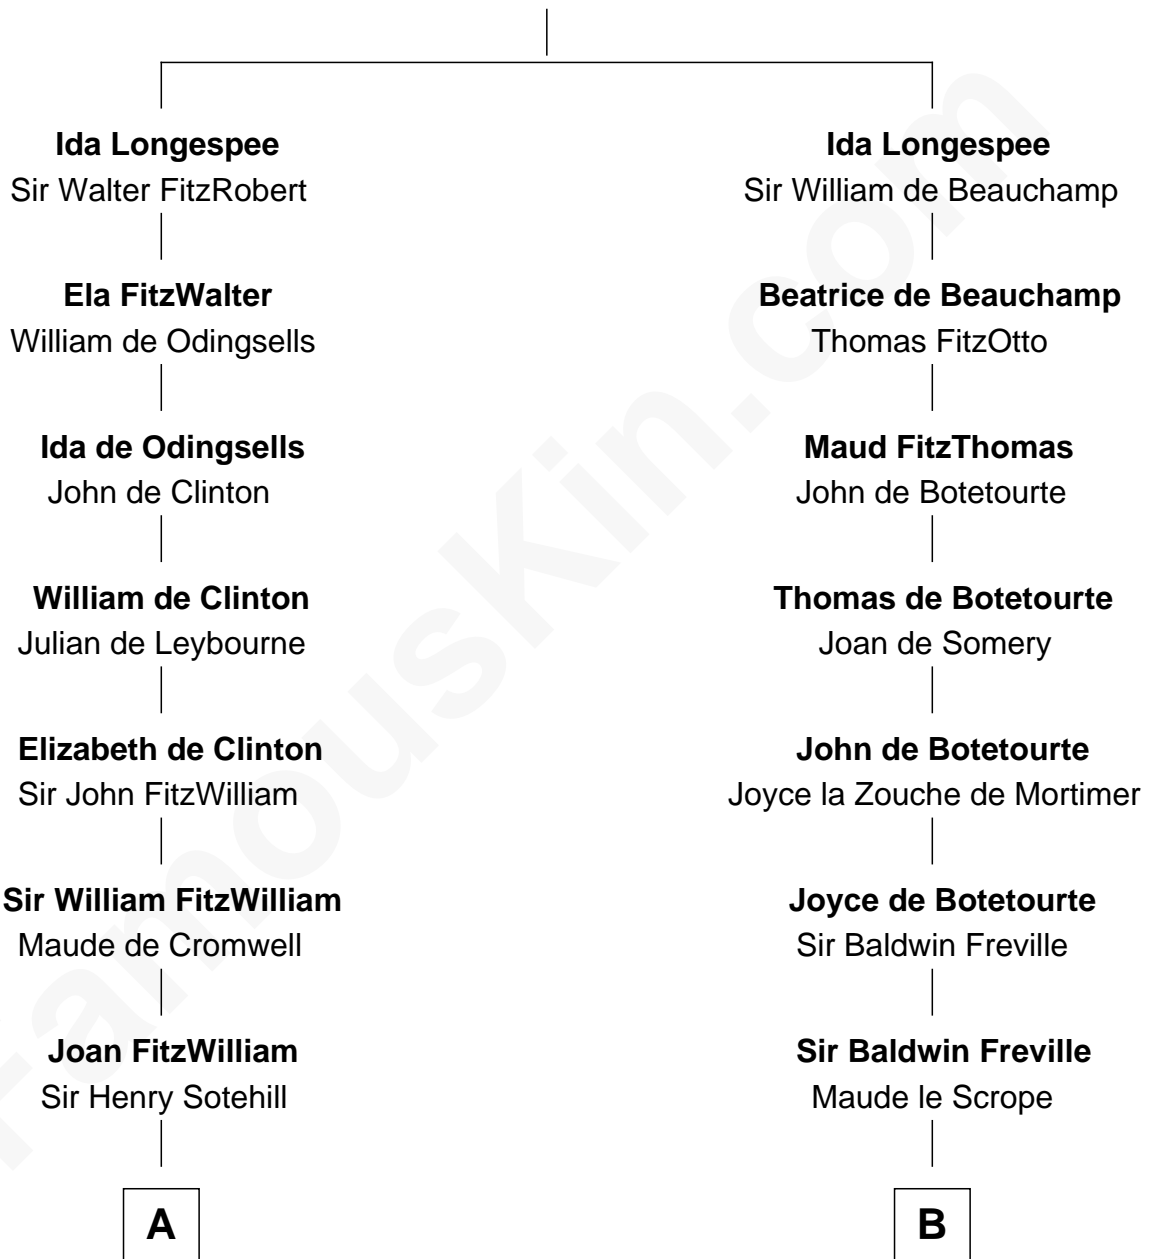 Ida Longespee
Sir Walter FitzRobert
Ela FitzWalter
William de Odingsells
Ida de Odingsells
John de Clinton
William de Clinton
Julian de Leybourne
Elizabeth de Clinton
Sir John FitzWilliam
Sir William FitzWilliam
Maude de Cromwell
Joan FitzWilliam
Sir Henry Sotehill
A
Ida Longespee
Sir William de Beauchamp
Beatrice de Beauchamp
Thomas FitzOtto
Maud FitzThomas
John de Botetourte
Thomas de Botetourte
Joan de Somery
John de Botetourte
Joyce la Zouche de Mortimer
Joyce de Botetourte
Sir Baldwin Freville
Sir Baldwin Freville
Maude le Scrope
B
FamousKin.com